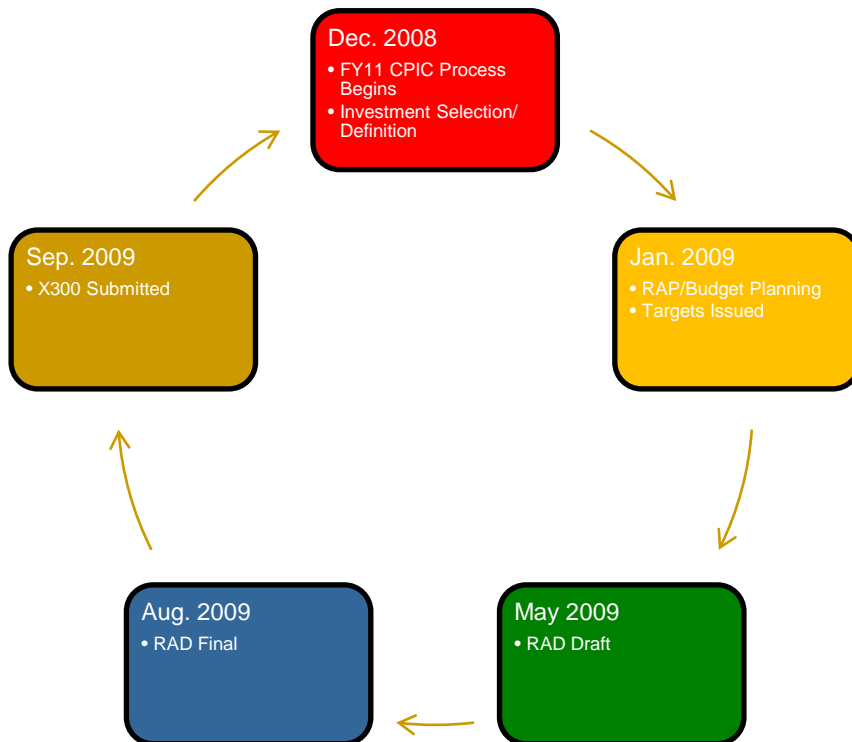 Dec. 2008
• FY11 CPIC Process
Begins
• Investment Selection/
Definition
Jan. 2009
• RAP/Budget Planning
• Targets Issued
May 2009
• RAD Draft
Aug. 2009
• RAD Final
Sep. 2009
• X300 Submitted